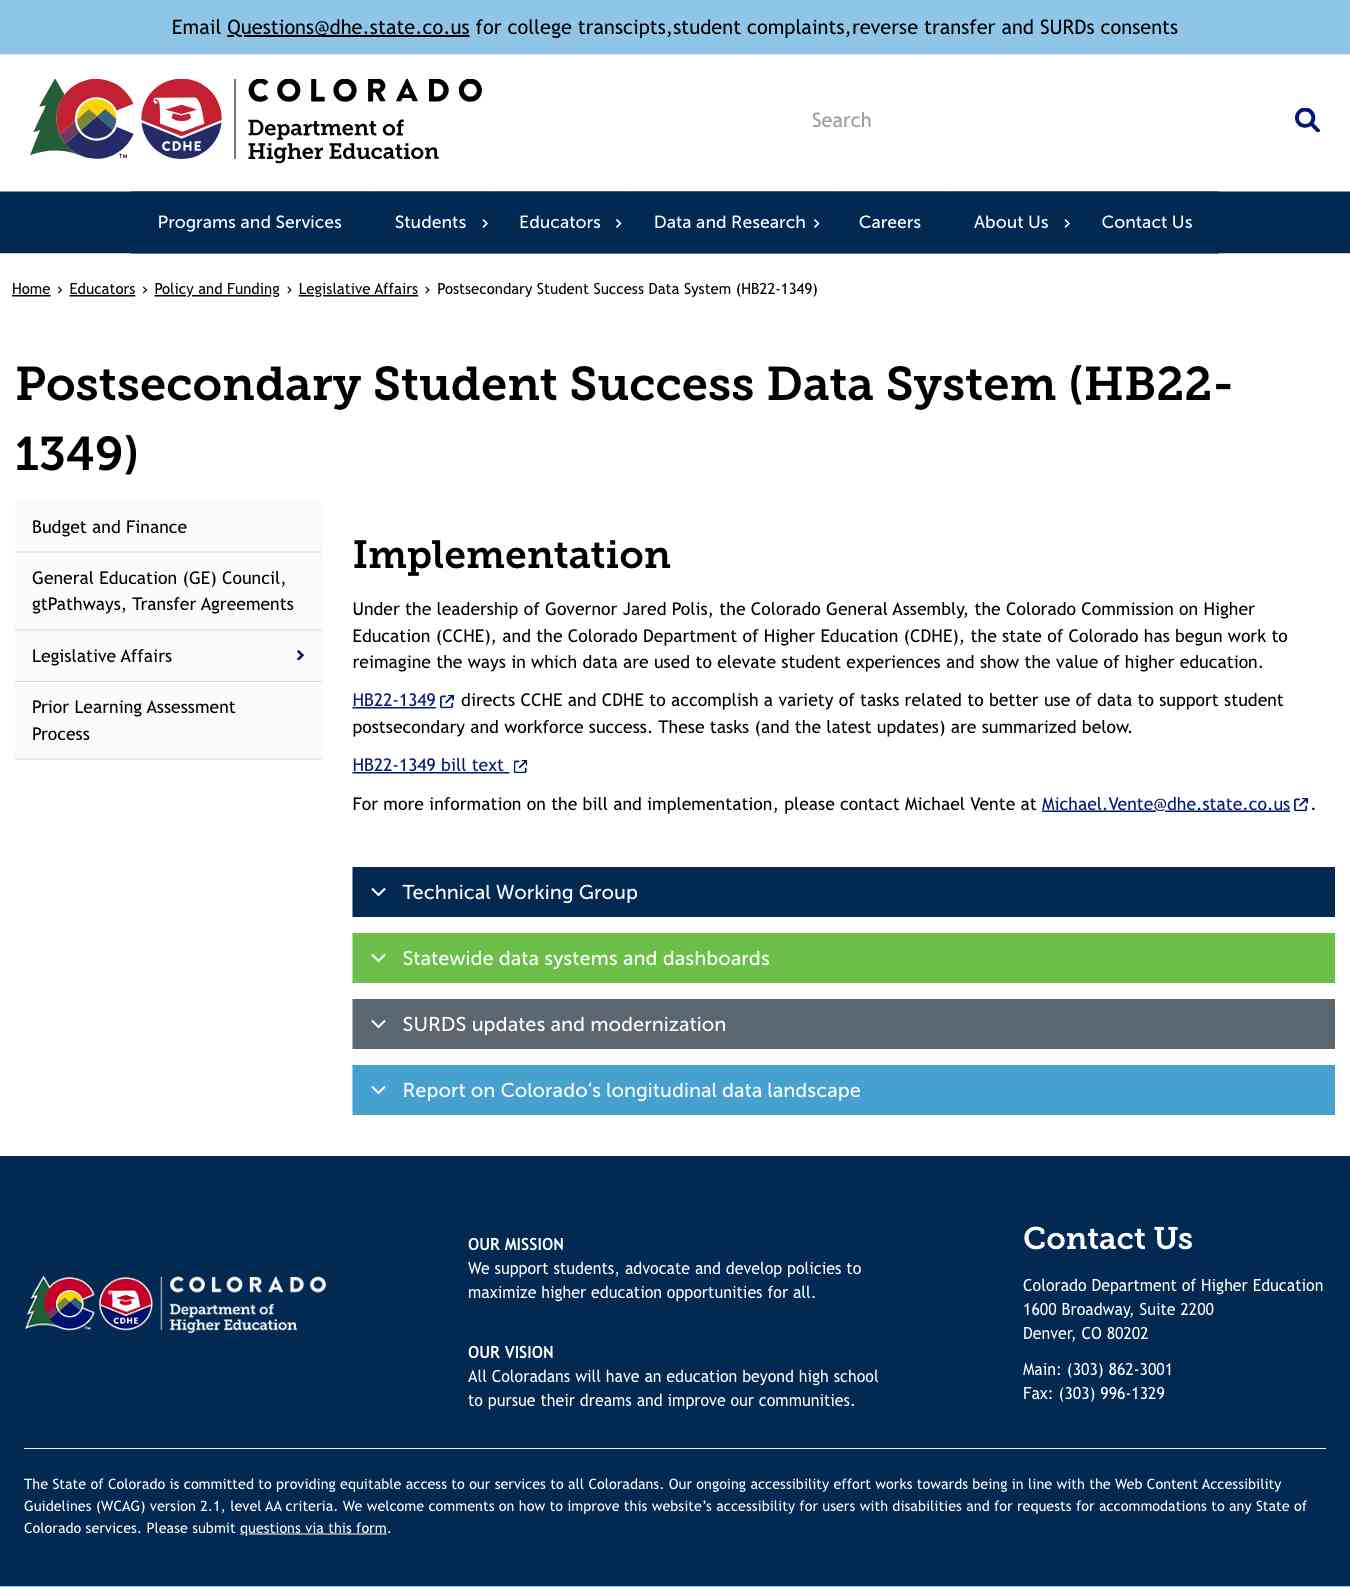 Email Questions@dhe.state.co.us for college transcipts,student complaints,reverse transfer and SURDs consents
COLORADO
Department of
Higher Education
CDHE
TM
Search
Programs and Services
Students
Educators
Data and Research
Careers
About Us
Contact Us
Home › Educators › Policy and Funding › Legislative Affairs › Postsecondary Student Success Data System (HB22-1349)
Postsecondary Student Success Data System (HB22-
1349)
Budget and Finance
General Education (GE) Council,
gtPathways, Transfer Agreements
Legislative Affairs
Prior Learning Assessment
Process
Implementation
Under the leadership of Governor Jared Polis, the Colorado General Assembly, the Colorado Commission on Higher
Education (CCHE), and the Colorado Department of Higher Education (CDHE), the state of Colorado has begun work to
reimagine the ways in which data are used to elevate student experiences and show the value of higher education.
HB22-1349 directs CCHE and CDHE to accomplish a variety of tasks related to better use of data to support student
postsecondary and workforce success. These tasks (and the latest updates) are summarized below.
HB22-1349 bill text
For more information on the bill and implementation, please contact Michael Vente at Michael.Vente@dhe.state.co.us.
Technical Working Group
Statewide data systems and dashboards
SURDS updates and modernization
Report on Colorado's longitudinal data landscape
COLORADO
Department of
Higher Education
CDHE
TM
OUR MISSION
We support students, advocate and develop policies to
maximize higher education opportunities for all.
OUR VISION
All Coloradans will have an education beyond high school
to pursue their dreams and improve our communities.
Contact Us
Colorado Department of Higher Education
1600 Broadway, Suite 2200
Denver, CO 80202
Main: (303) 862-3001
Fax: (303) 996-1329
The State of Colorado is committed to providing equitable access to our services to all Coloradans. Our ongoing accessibility effort works towards being in line with the Web Content Accessibility
Guidelines (WCAG) version 2.1, level AA criteria. We welcome comments on how to improve this website's accessibility for users with disabilities and for requests for accommodations to any State of
Colorado services. Please submit questions via this form.